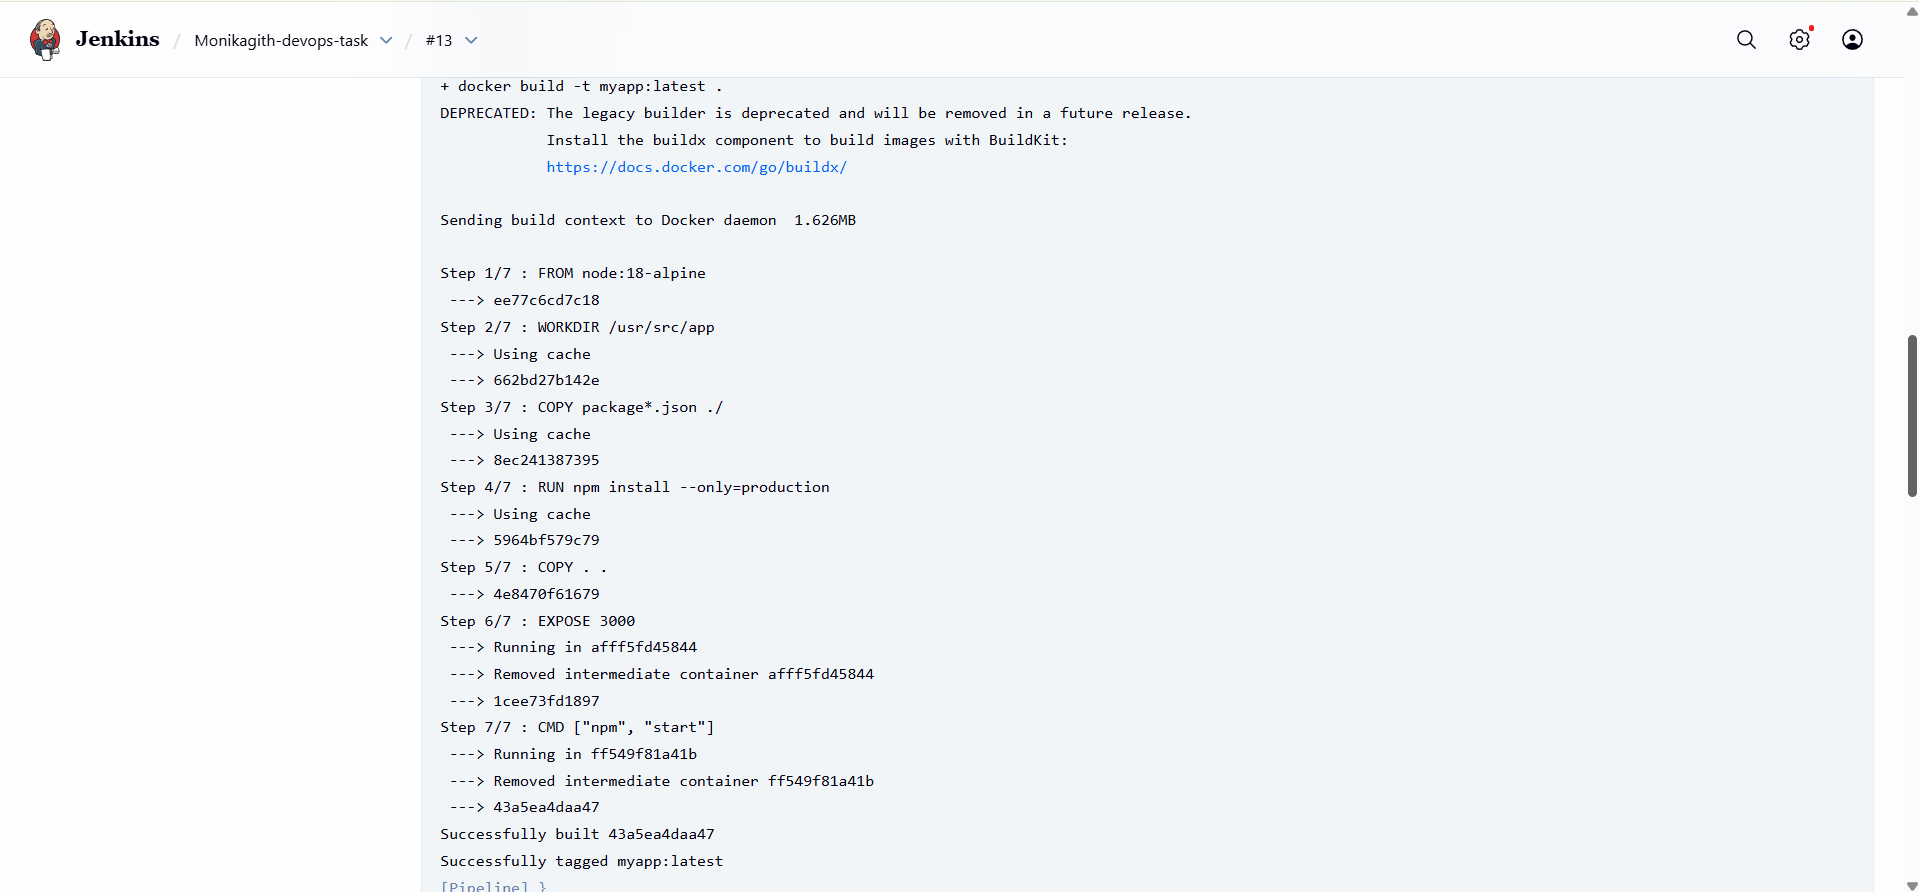 Jenkins / Monikagith-devops-task / #13
+ docker build -t myapp:latest .
DEPRECATED: The legacy builder is deprecated and will be removed in a future release.
            Install the buildx component to build images with BuildKit:
            https://docs.docker.com/go/buildx/
Sending build context to Docker daemon  1.626MB
Step 1/7 : FROM node:18-alpine
 ---> ee77c6cd7c18
Step 2/7 : WORKDIR /usr/src/app
 ---> Using cache
 ---> 662bd27b142e
Step 3/7 : COPY package*.json ./
 ---> Using cache
 ---> 8ec241387395
Step 4/7 : RUN npm install --only=production
 ---> Using cache
 ---> 5964bf579c79
Step 5/7 : COPY . .
 ---> 4e8470f61679
Step 6/7 : EXPOSE 3000
 ---> Running in afff5fd45844
 ---> Removed intermediate container afff5fd45844
 ---> 1cee73fd1897
Step 7/7 : CMD ["npm", "start"]
 ---> Running in ff549f81a41b
 ---> Removed intermediate container ff549f81a41b
 ---> 43a5ea4daa47
Successfully built 43a5ea4daa47
Successfully tagged myapp:latest
[Pipeline] }